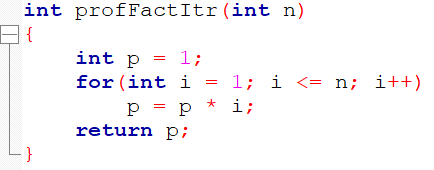 int profFactItr(int n)
{
int p = 1;
for(int i = 1; i <= n; i++)
p = p * i;
return p;
}